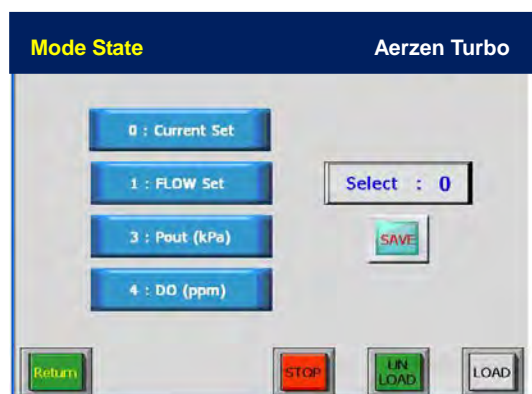 Mode State
Aerzen Turbo
0 : Current Set
1 : FLOW Set
Select : 0
3 : Pout (kPa)
SAVE
4 : DO (ppm)
Return
STOP
UN
LOAD
LOAD